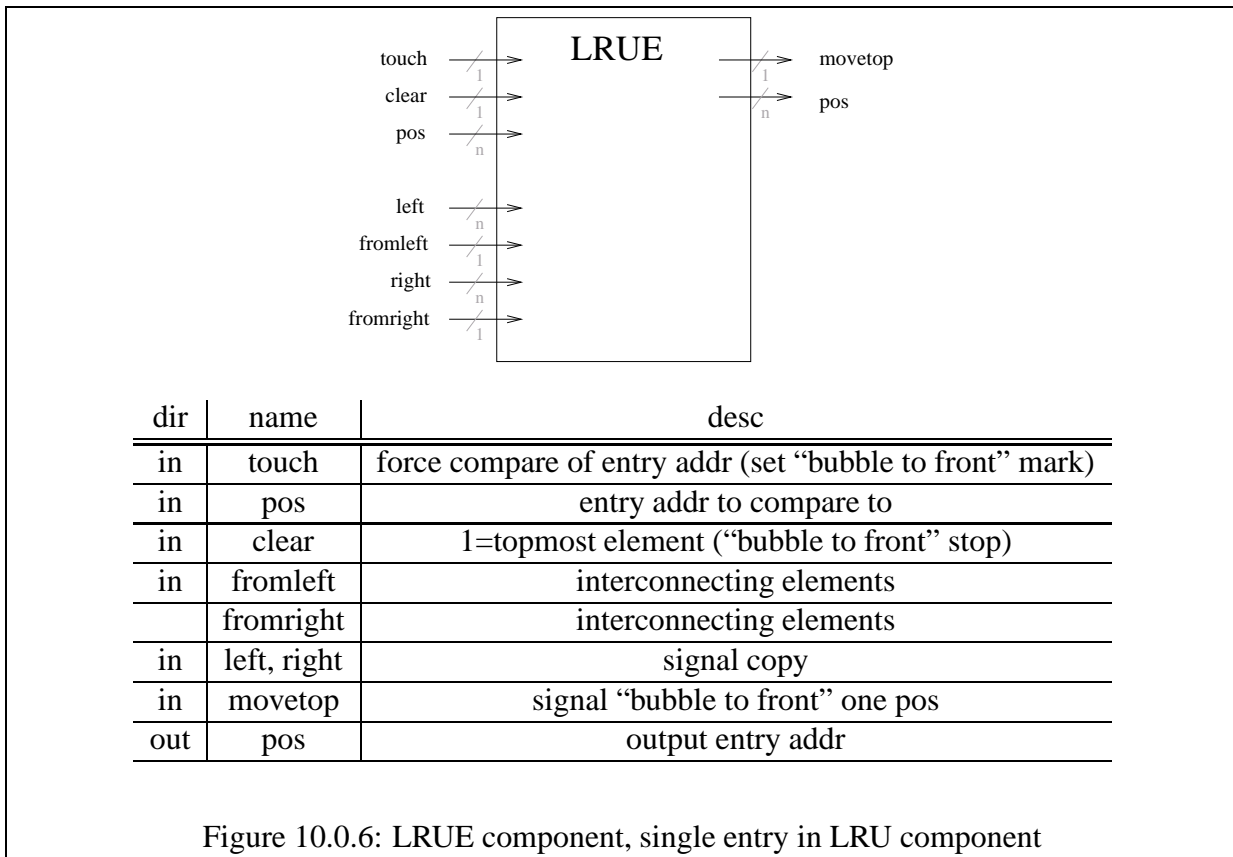 LRUE
touch 1 movetop 1
clear 1 pos n
pos n
left n
fromleft 1
right n
fromright 1
dir name desc
in touch force compare of entry addr (set “bubble to front” mark)
in pos entry addr to compare to
in clear 1=topmost element (“bubble to front” stop)
in fromleft interconnecting elements
fromright interconnecting elements
in left, right signal copy
in movetop signal “bubble to front” one pos
out pos output entry addr
Figure 10.0.6: LRUE component, single entry in LRU component